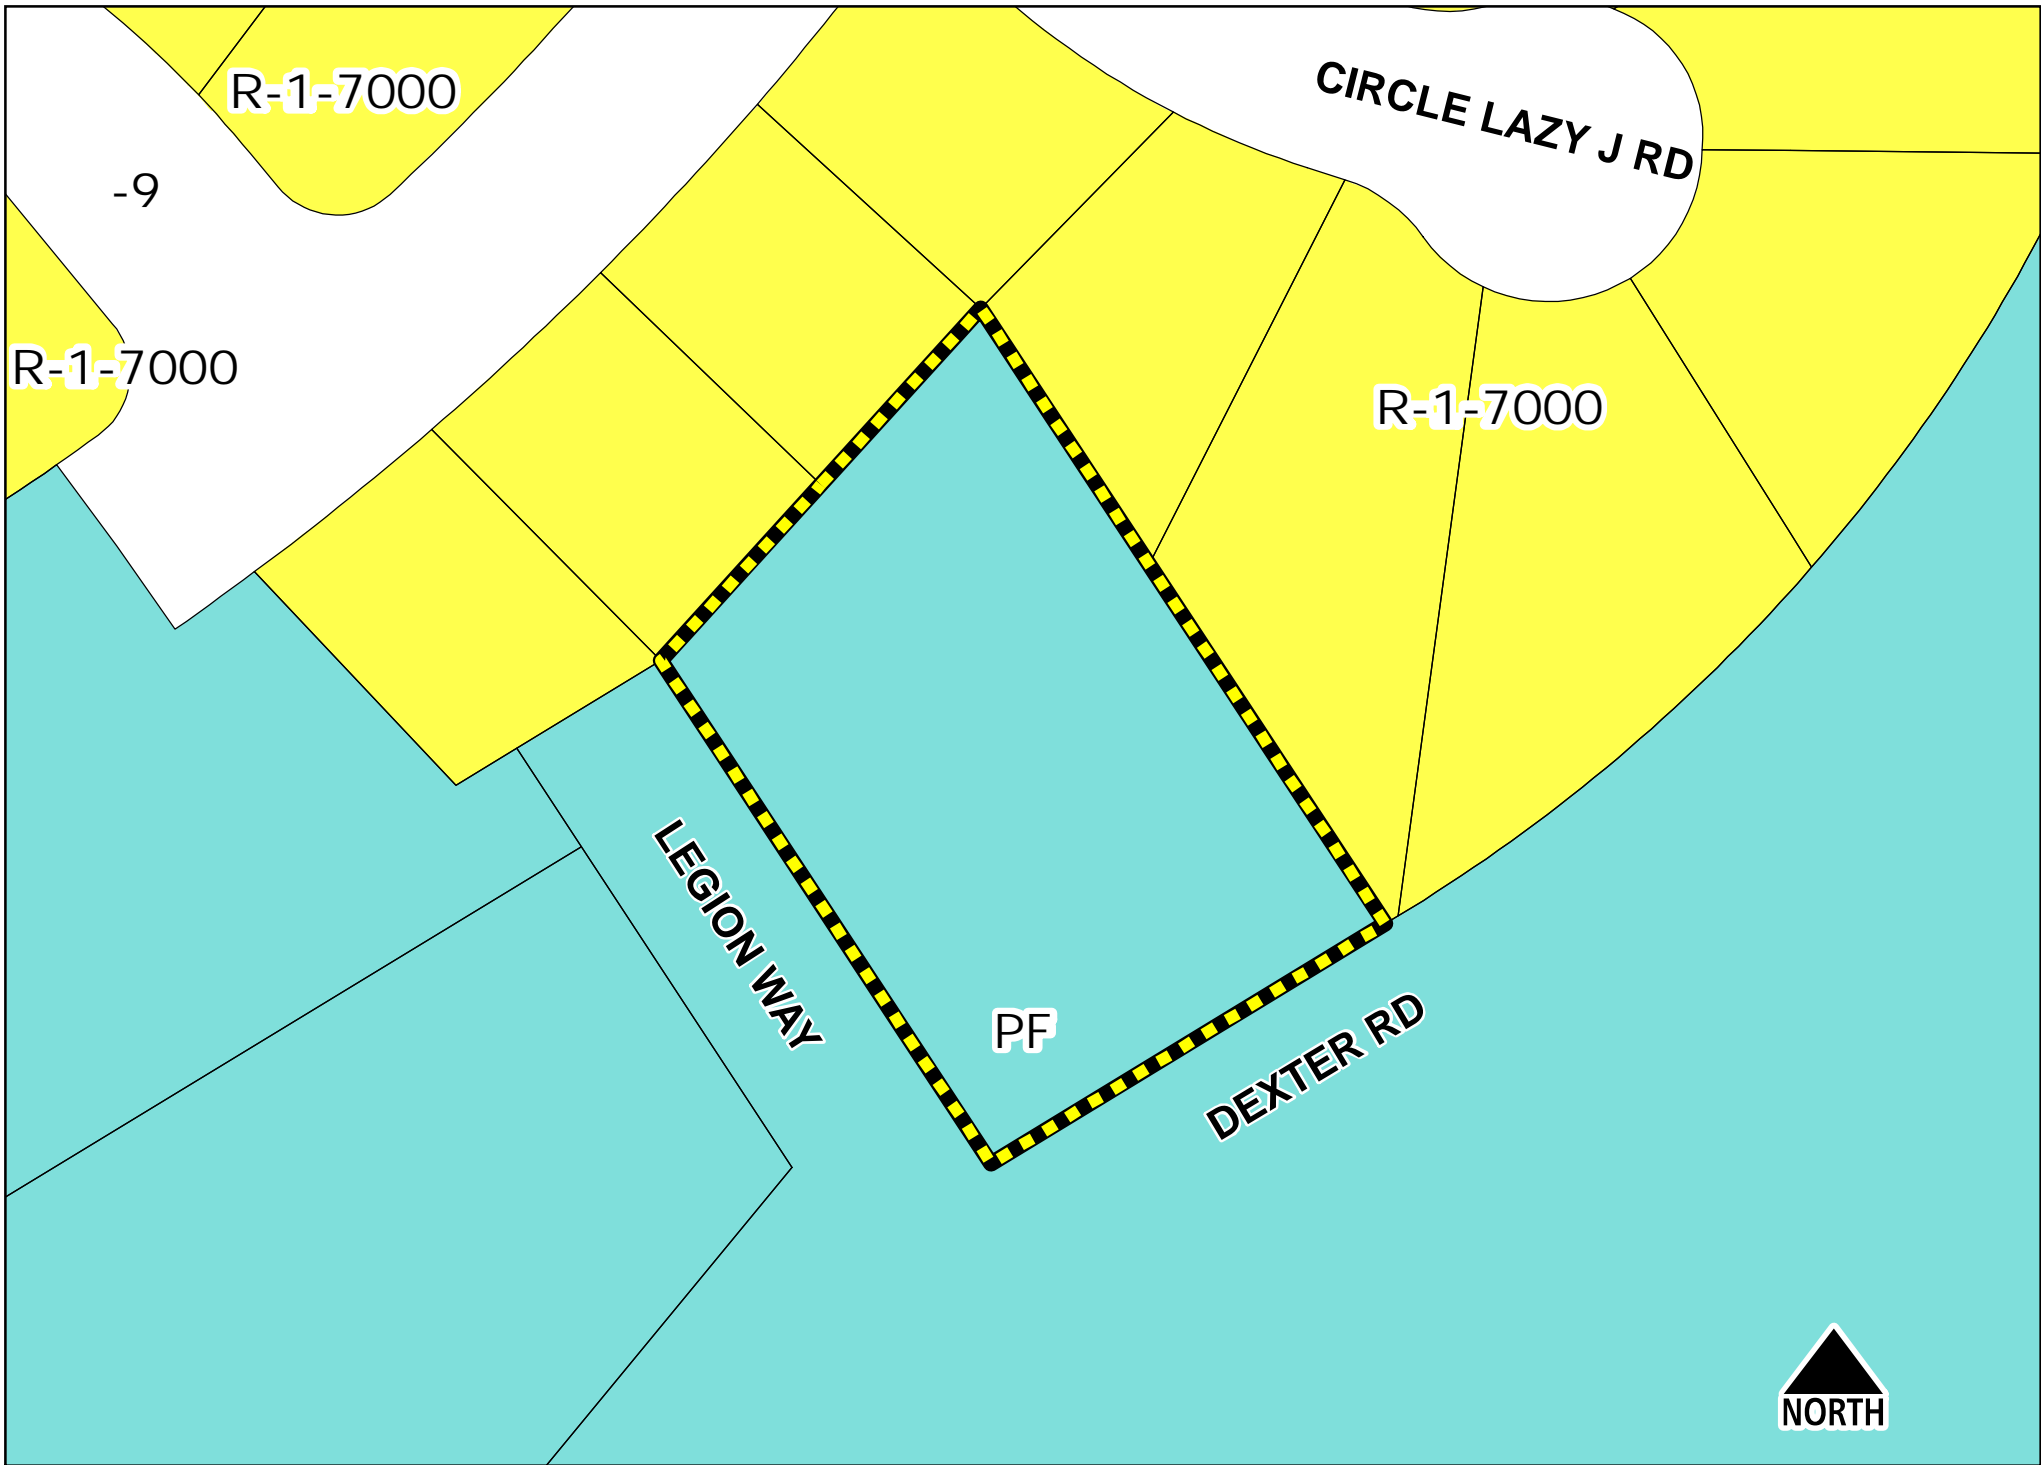 R-1-7000
CIRCLE LAZY J RD
-9
R-1-7000
R-1-7000
LEGION WAY
PF
DEXTER RD
NORTH